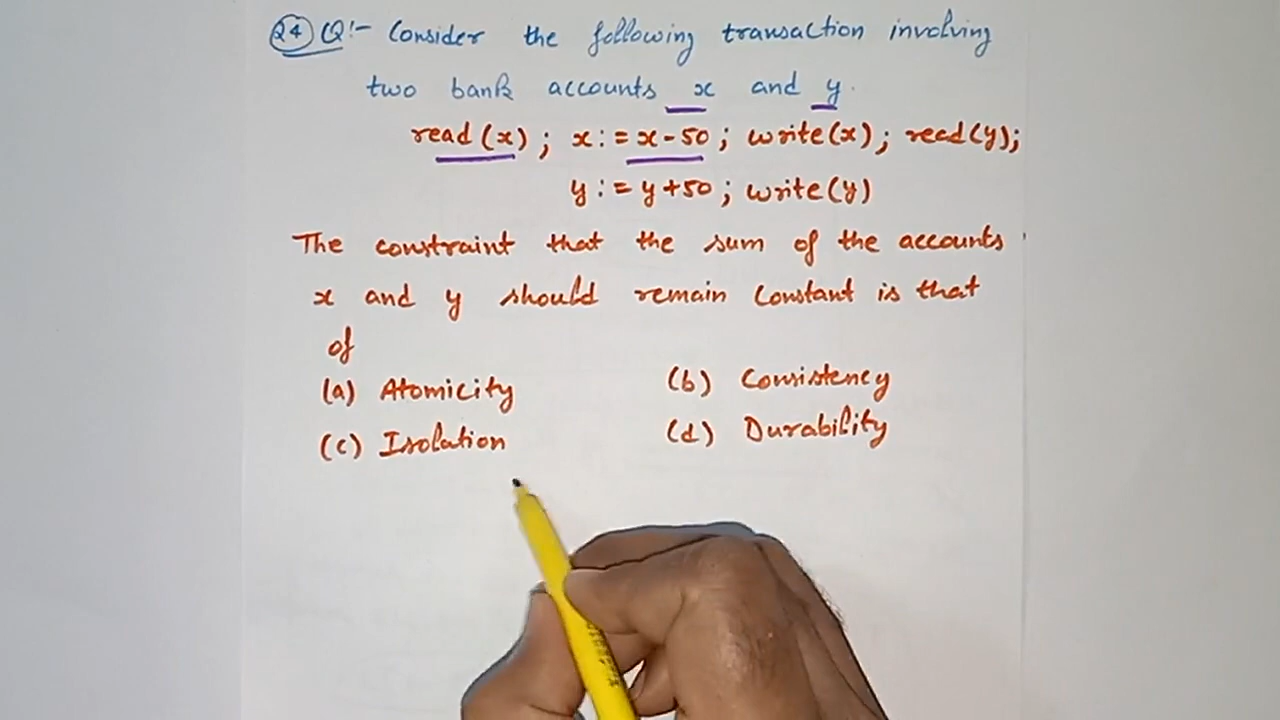 24 Q!- Consider the following transaction involving
two bank accounts x and y.
read(x); x:=x-50; write(x); read(y);
y:=y+50; write(y)
The constraint that the sum of the accounts
x and y should remain constant is that
of
(a) Atomicity (b) Consistency
(c) Isolation (d) Durability